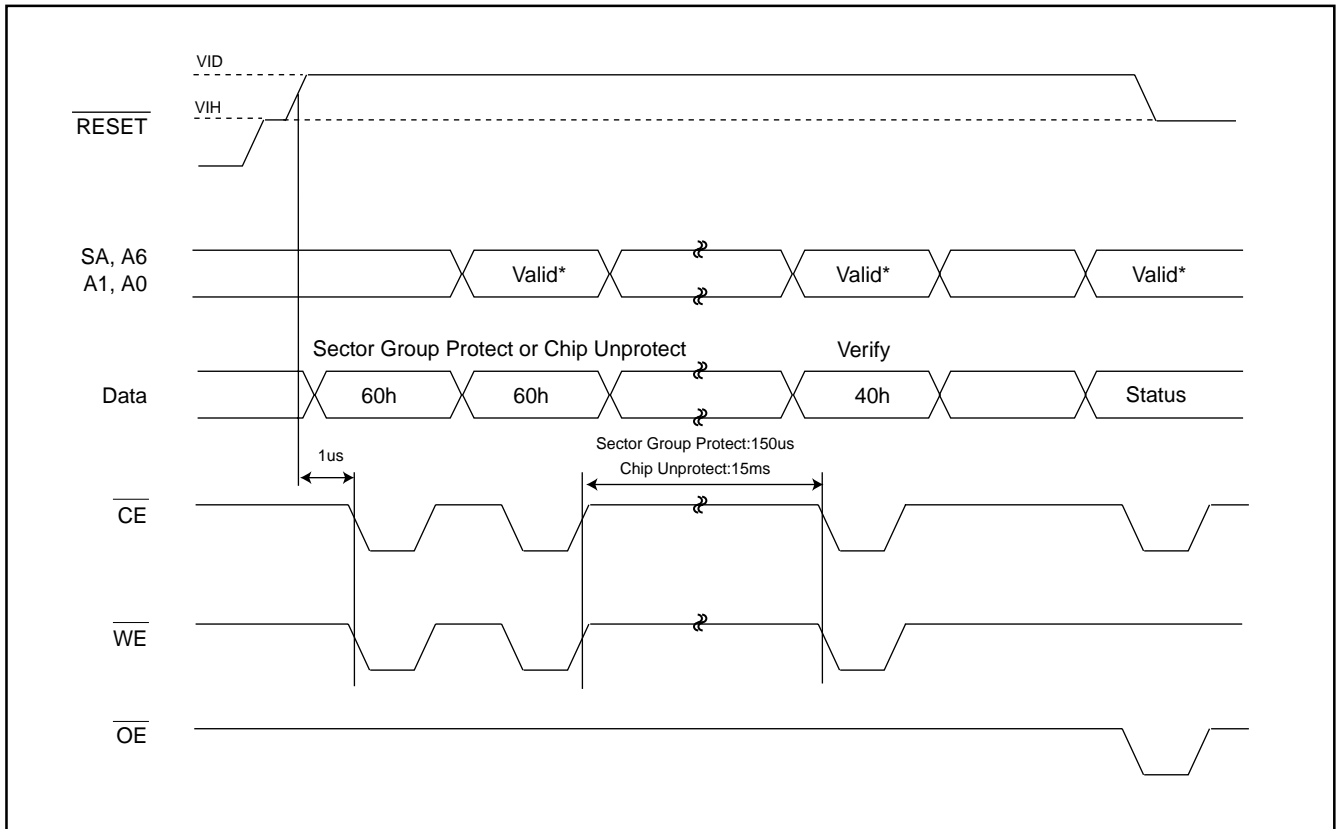 VID
VIH
RESET
SA, A6
A1, A0
Valid*
Valid*
Valid*
Sector Group Protect or Chip Unprotect
Verify
Data
60h
60h
40h
Status
Sector Group Protect:150us
1us
Chip Unprotect:15ms
CE
WE
OE